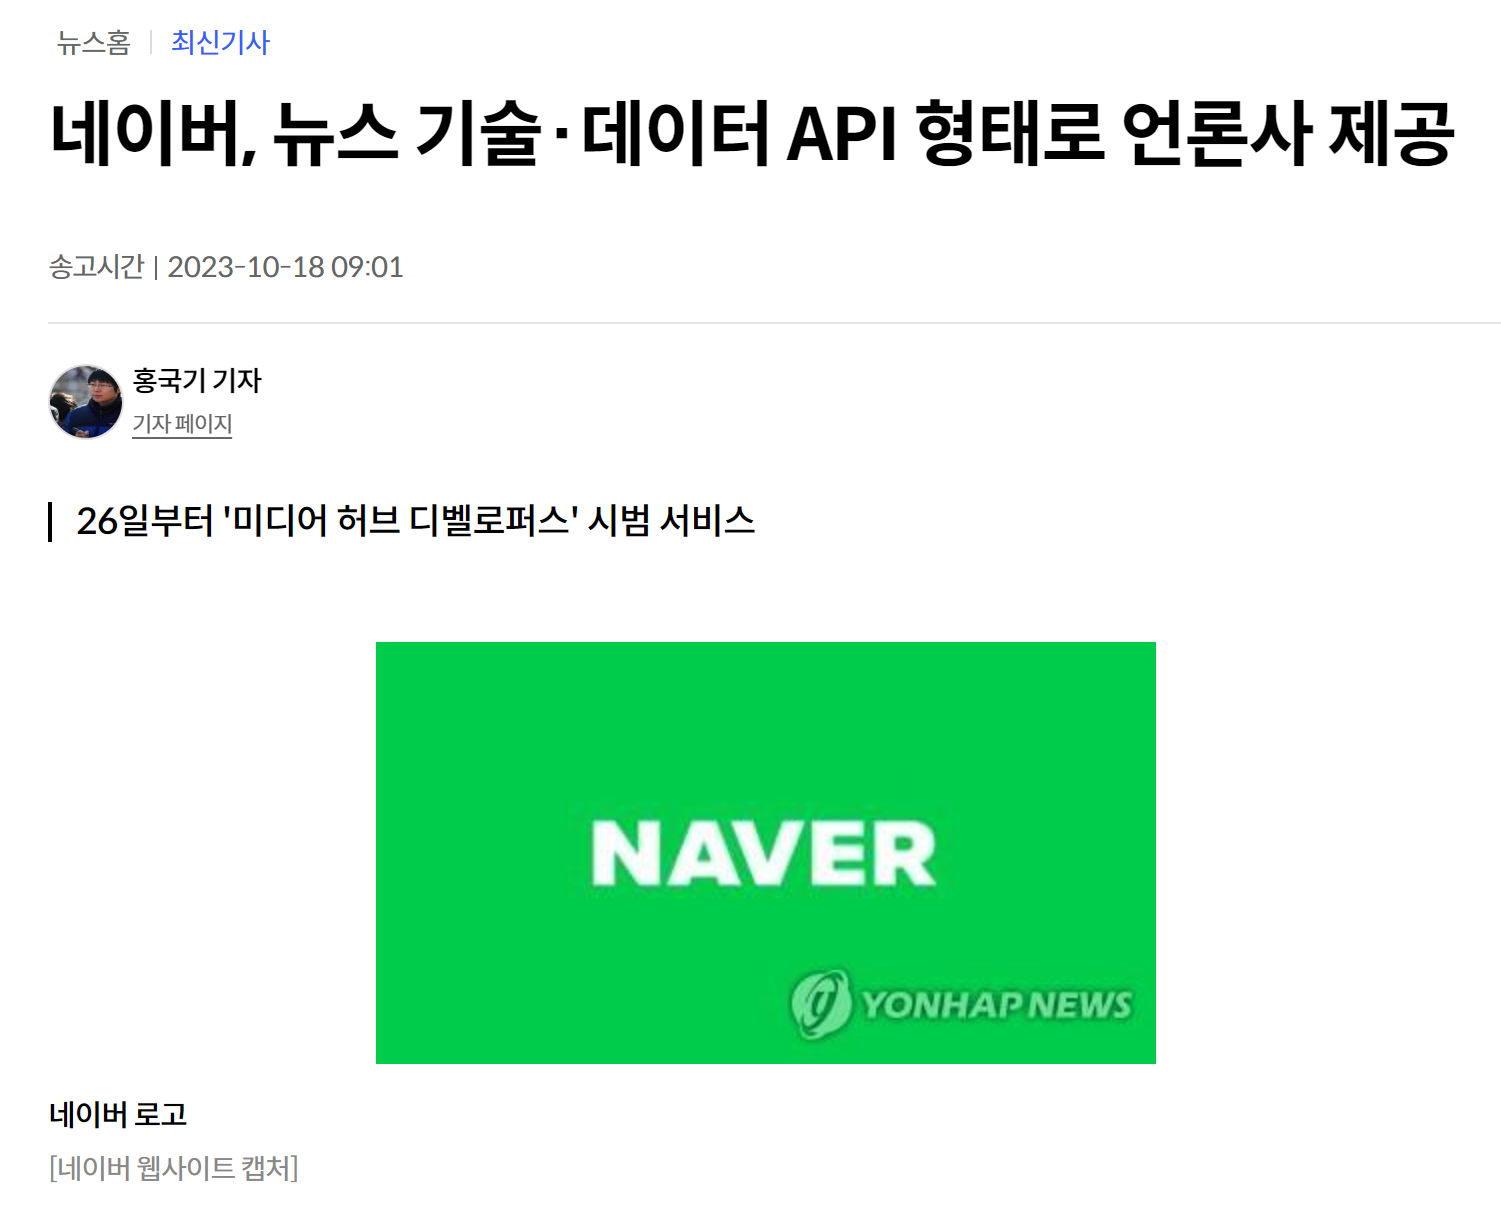 뉴스홈 | 최신기사
네이버, 뉴스 기술·데이터 API 형태로 언론사 제공
송고시간 | 2023-10-18 09:01
홍국기 기자
기자 페이지
26일부터 '미디어 허브 디벨로퍼스' 시범 서비스
NAVER
YONHAP NEWS
네이버 로고
[네이버 웹사이트 캡처]